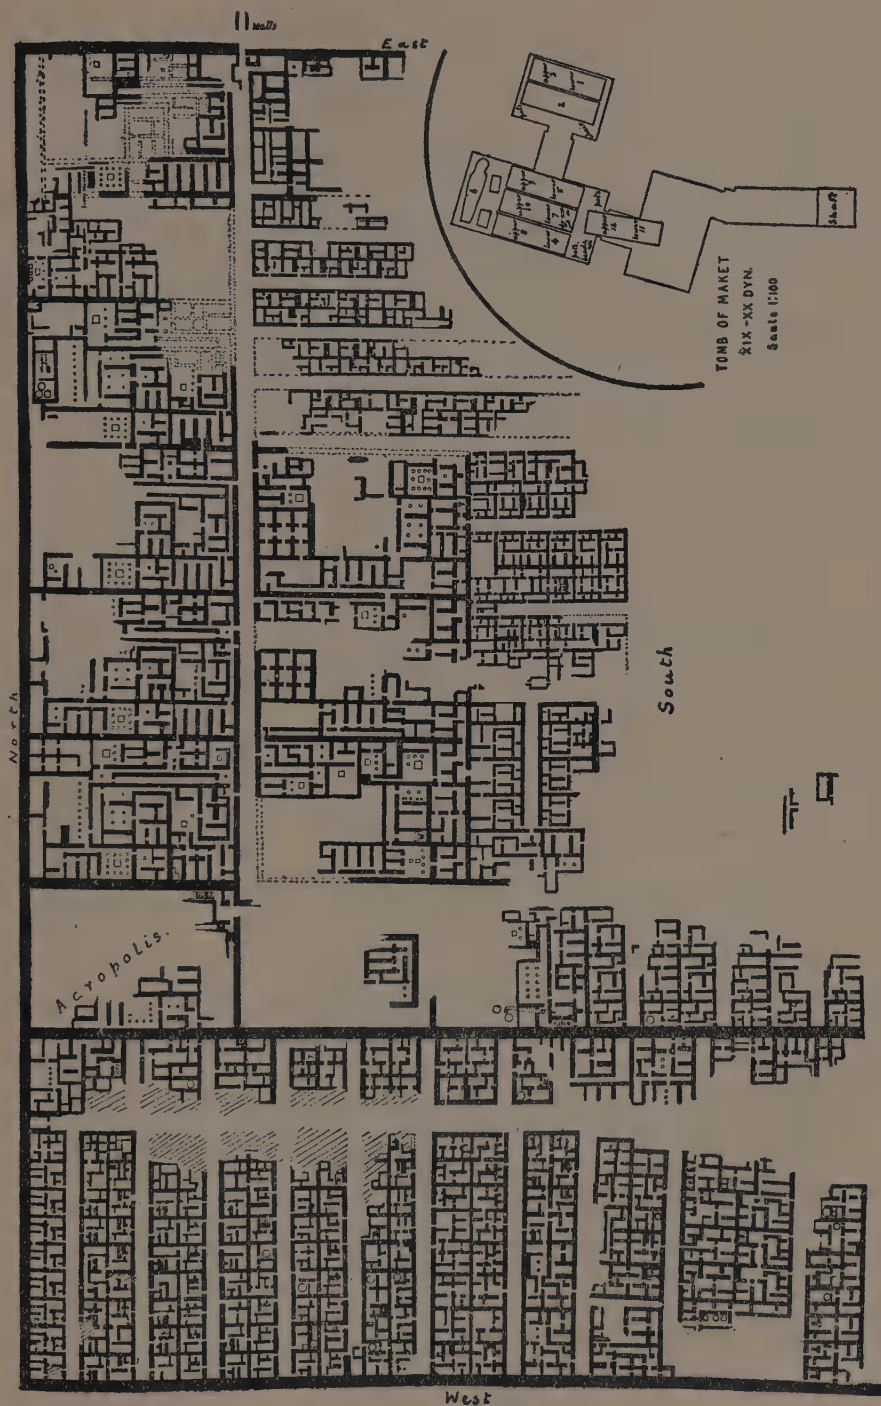 Walls
East
North
Acropolis.
South
West
TOMB OF MAKET
XIX-XX DYN.
Scale 1:100
Shaft